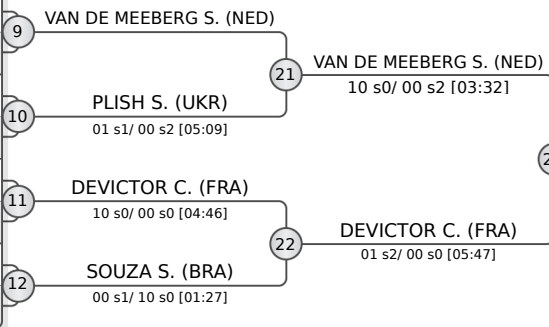 VAN DE MEEBERG S. (NED)
9
21
VAN DE MEEBERG S. (NED)
10 s0/ 00 s2 [03:32]
PLISH S. (UKR)
10
01 s1/ 00 s2 [05:09]
DEVICTOR C. (FRA)
11
10 s0/ 00 s0 [04:46]
22
DEVICTOR C. (FRA)
01 s2/ 00 s0 [05:47]
SOUZA S. (BRA)
12
00 s1/ 10 s0 [01:27]